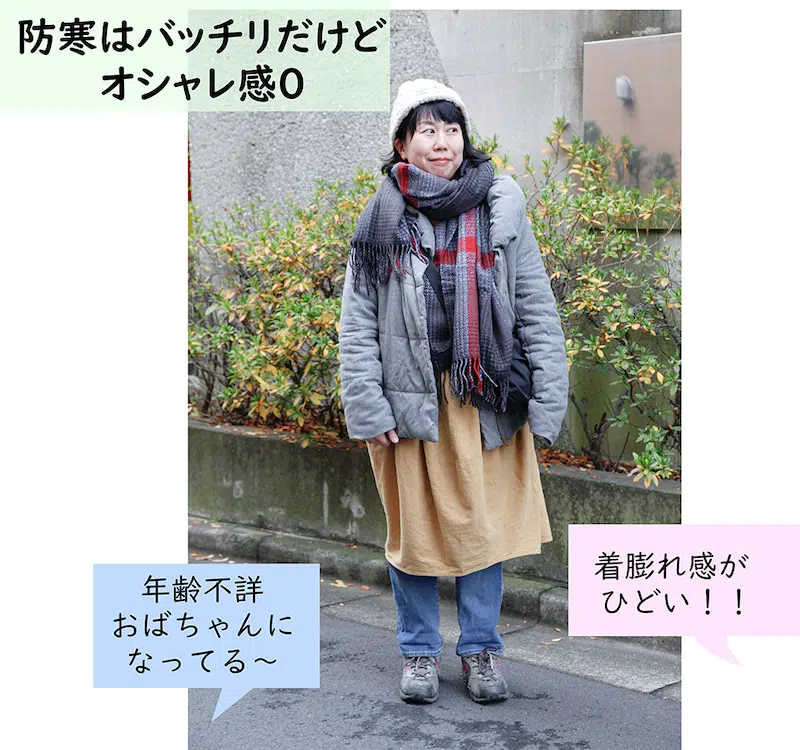 防寒はバッチリだけど
オシャレ感0
着膨れ感が
ひどい！！
年齢不詳
おばちゃんに
なってる～